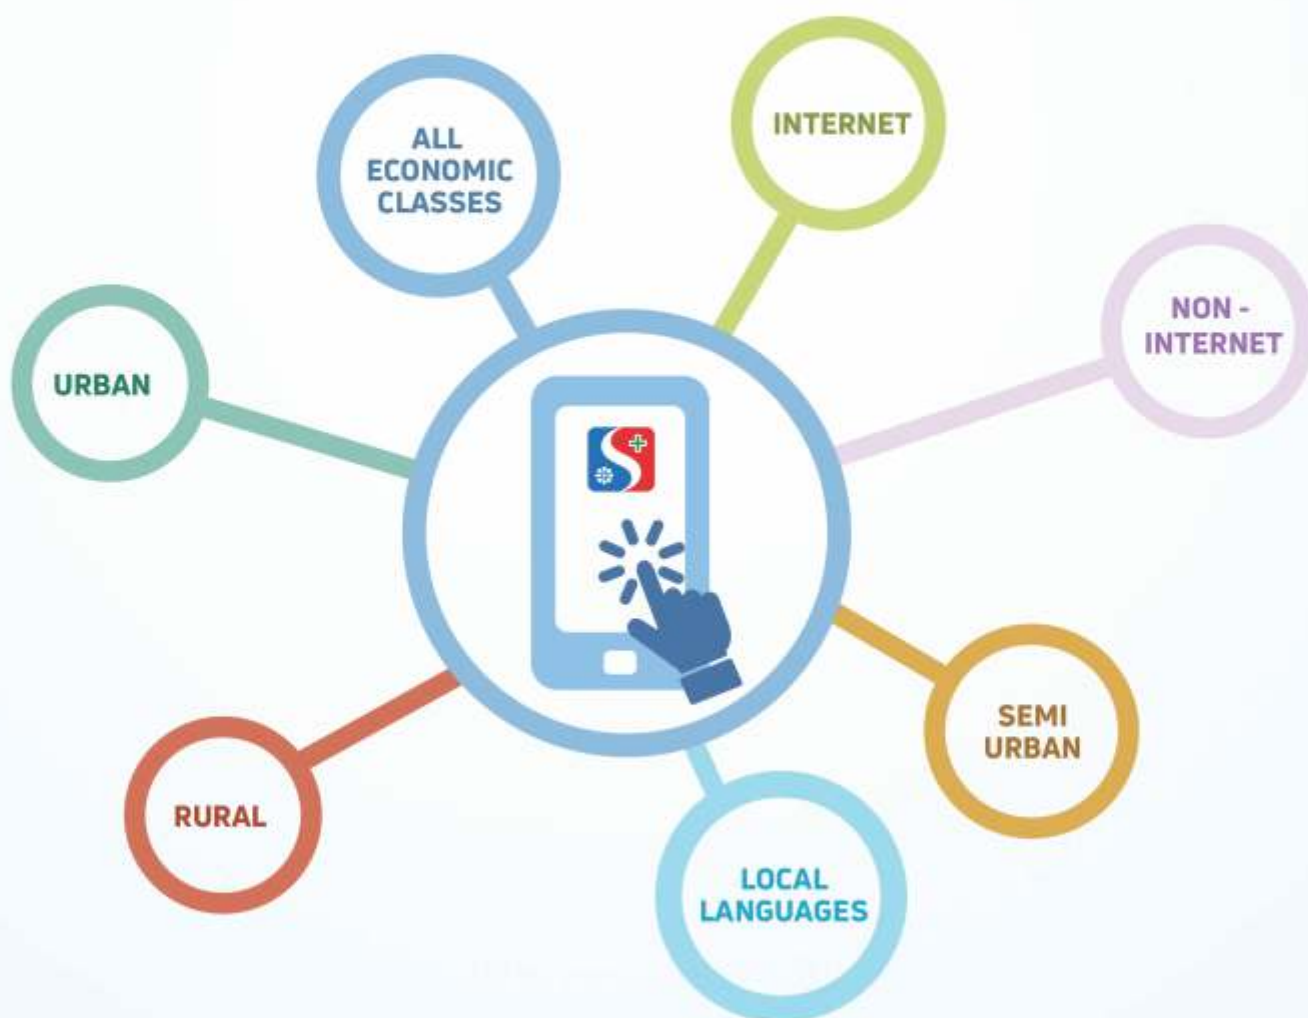 ALL
ECONOMIC
CLASSES
INTERNET
NON -
INTERNET
URBAN
SEMI
URBAN
RURAL
LOCAL
LANGUAGES